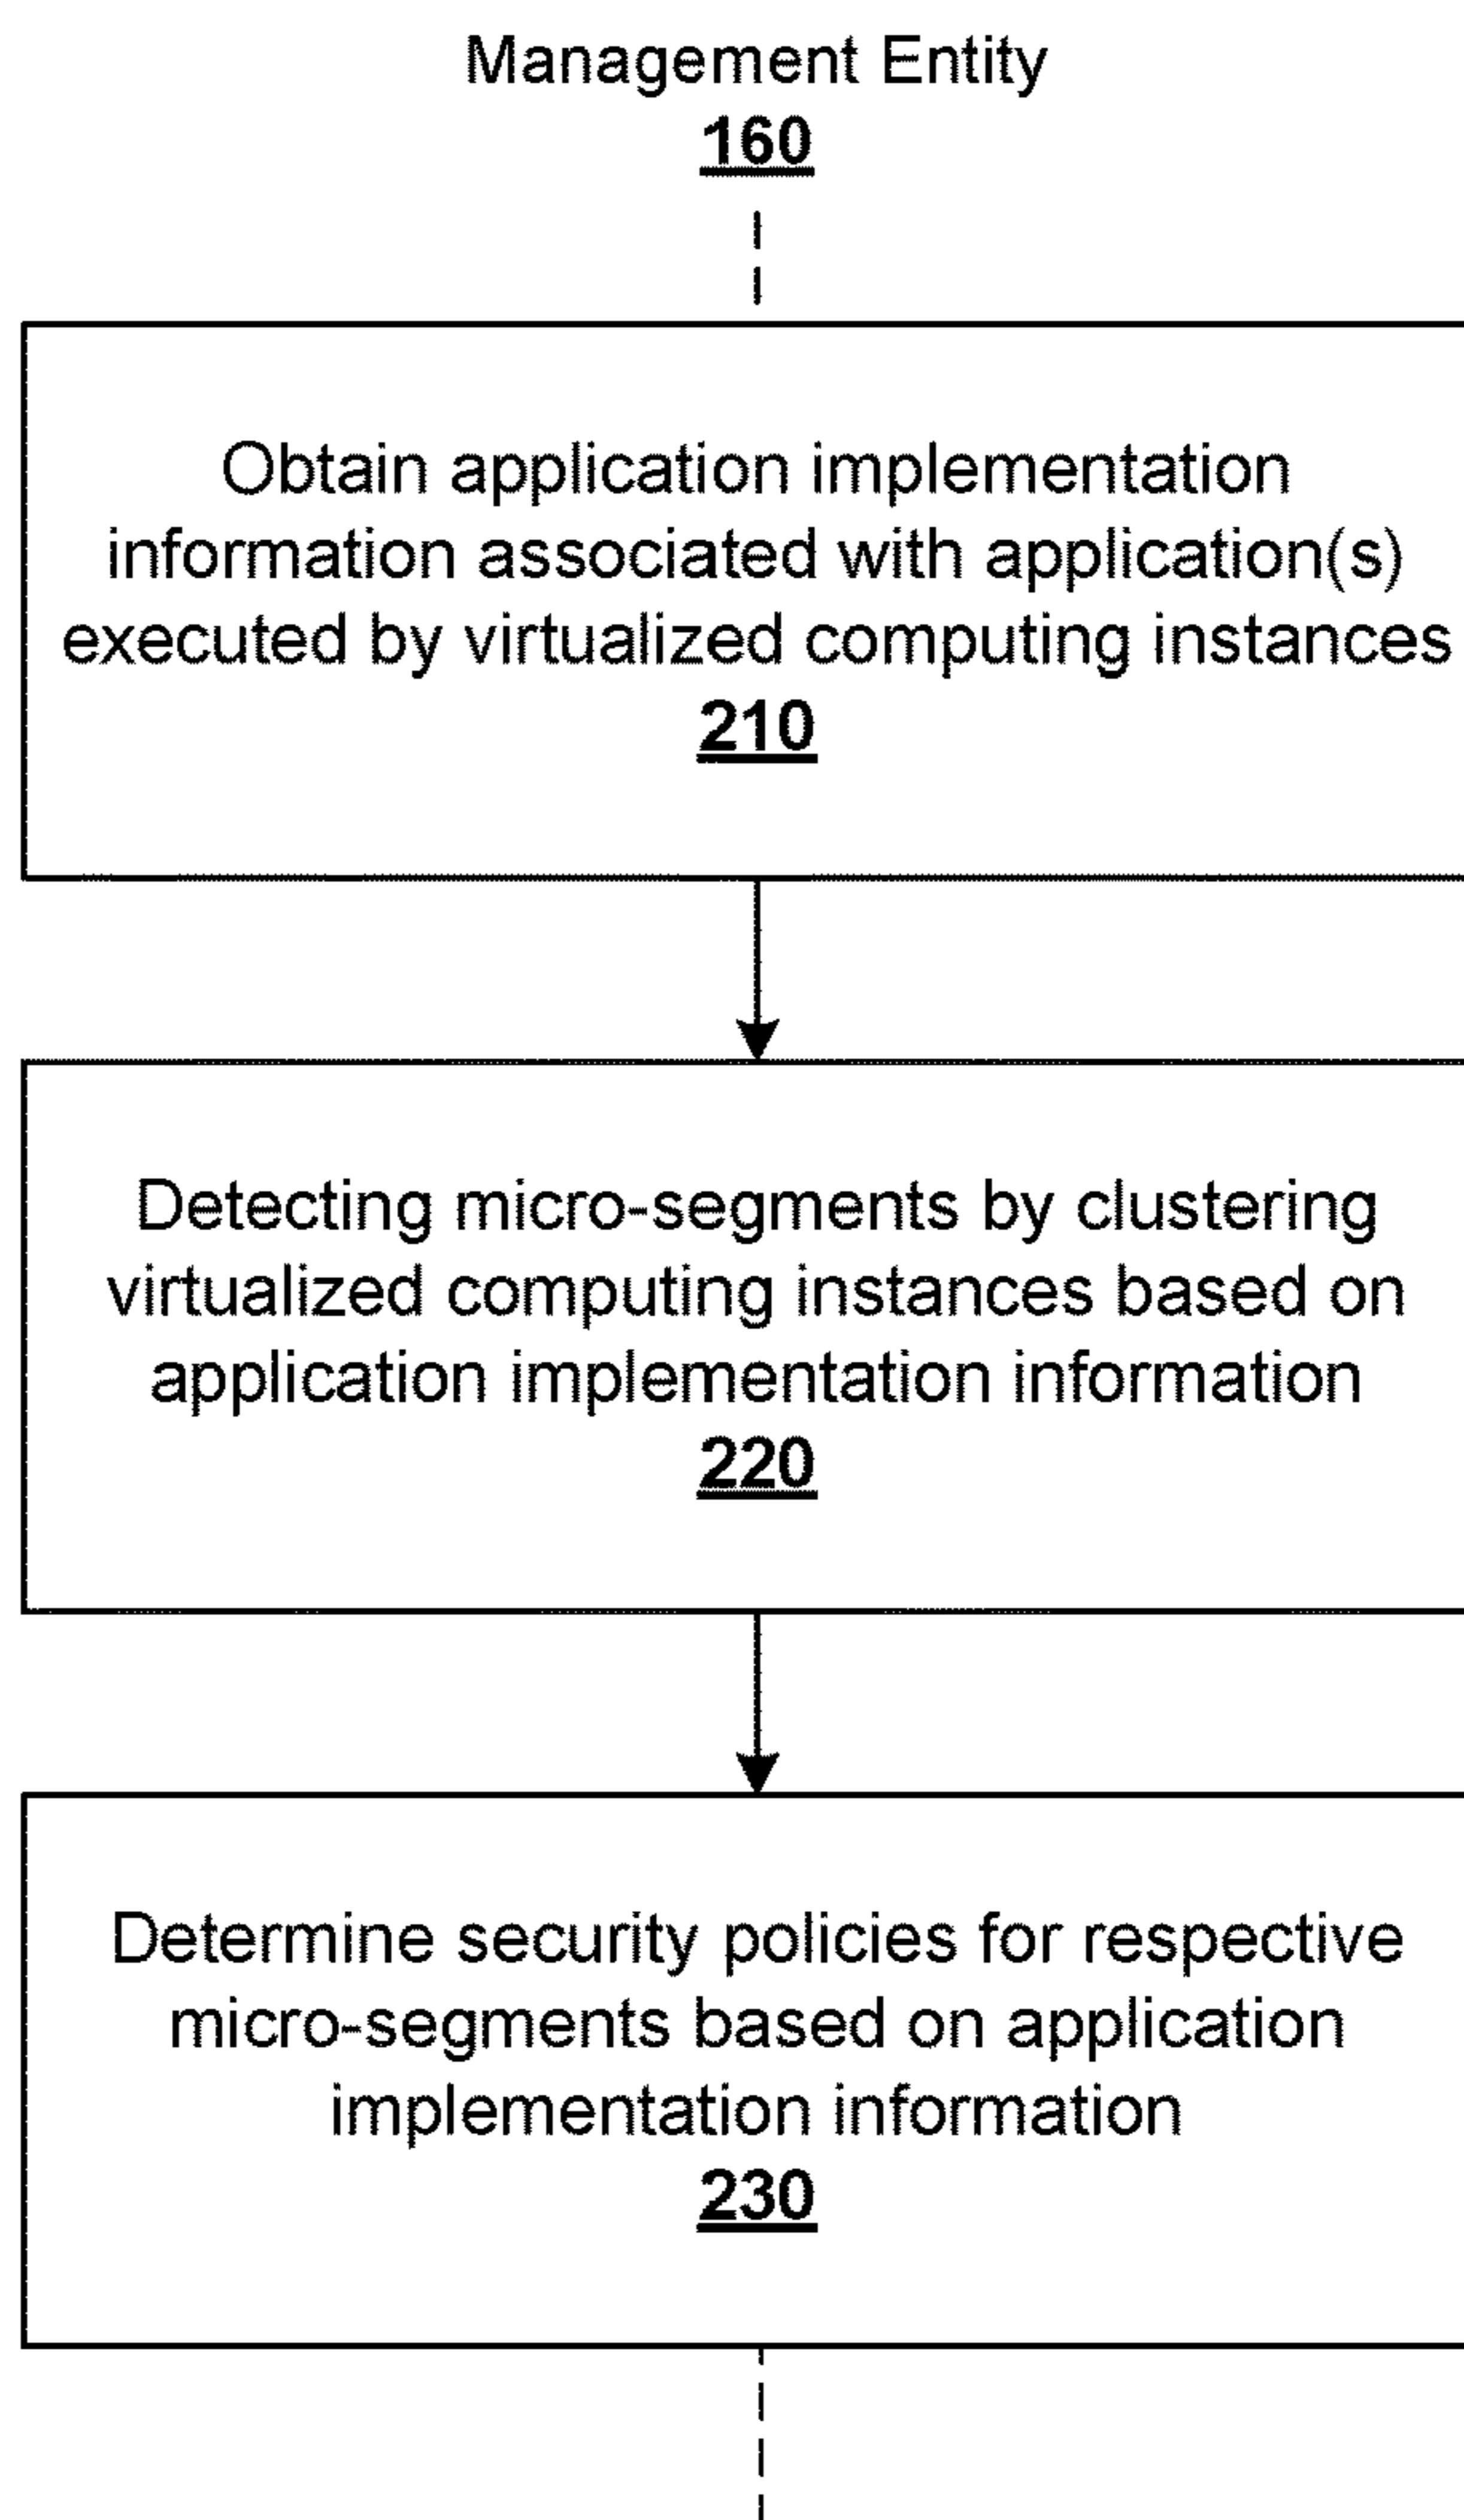 Management Entity
160
Obtain application implementation
information associated with application(s)
executed by virtualized computing instances
210
Detecting micro-segments by clustering
virtualized computing instances based on
application implementation information
220
Determine security policies for respective
micro-segments based on application
implementation information
230